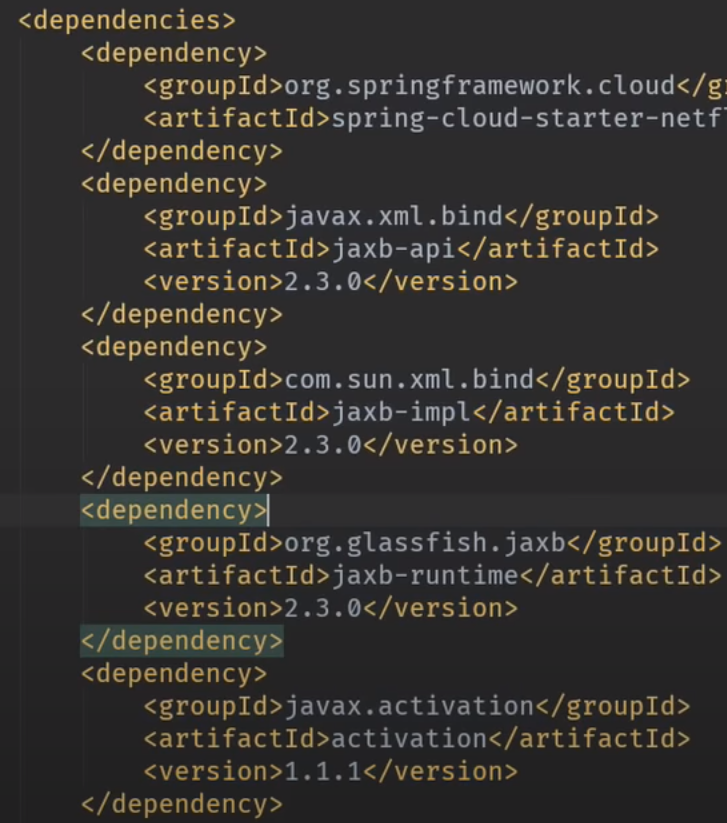 <dependencies>
<dependency>
<groupId>org.springframework.cloud</g
<artifactId>spring-cloud-starter-netf
</dependency>
<dependency>
<groupId>javax.xml.bind</groupId>
<artifactId>jaxb-api</artifactId>
<version>2.3.0</version>
</dependency>
<dependency>
<groupId>com.sun.xml.bind</groupId>
<artifactId>jaxb-impl</artifactId>
<version>2.3.0</version>
</dependency>
<dependency>
<groupId>org.glassfish.jaxb</groupId>
<artifactId>jaxb-runtime</artifactId>
<version>2.3.0</version>
</dependency>
<dependency>
<groupId>javax.activation</groupId>
<artifactId>activation</artifactId>
<version>1.1.1</version>
</dependency>